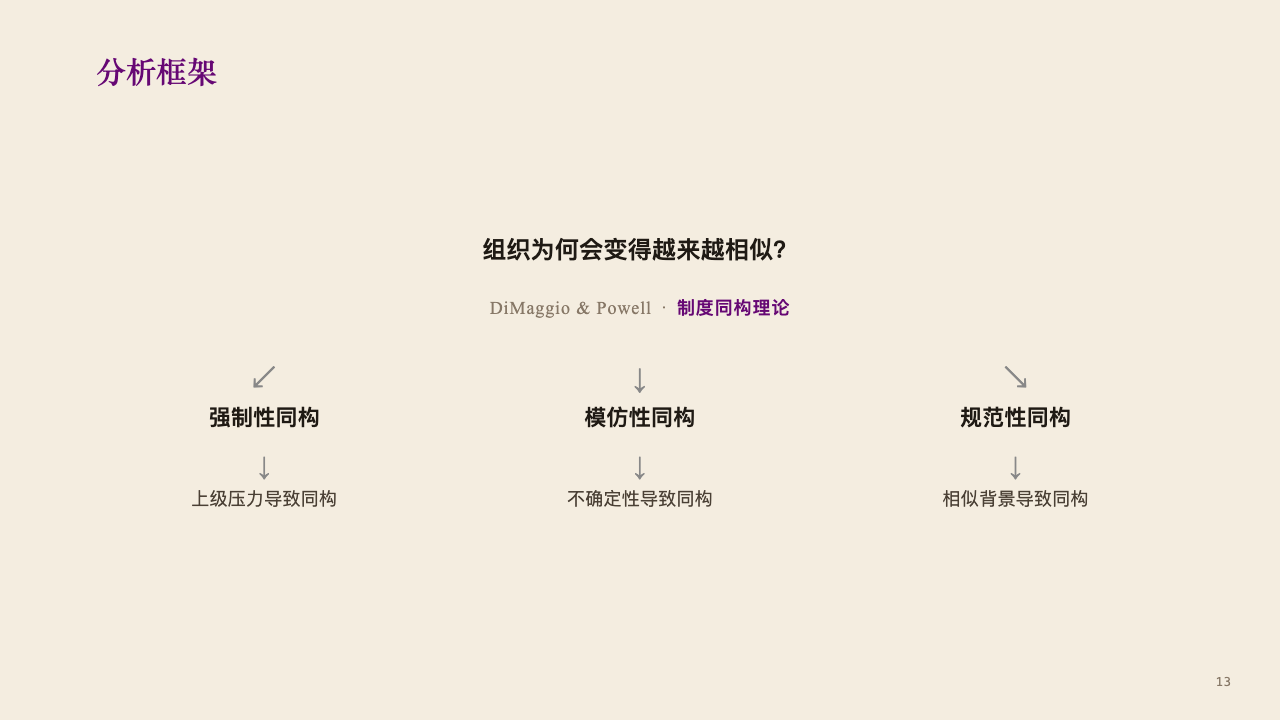 分析框架
组织为何会变得越来越相似?
DiMaggio & Powell · 制度同构理论
↙ ↓ ↘
强制性同构 模仿性同构 规范性同构
↓ ↓ ↓
上级压力导致同构 不确定性导致同构 相似背景导致同构
13